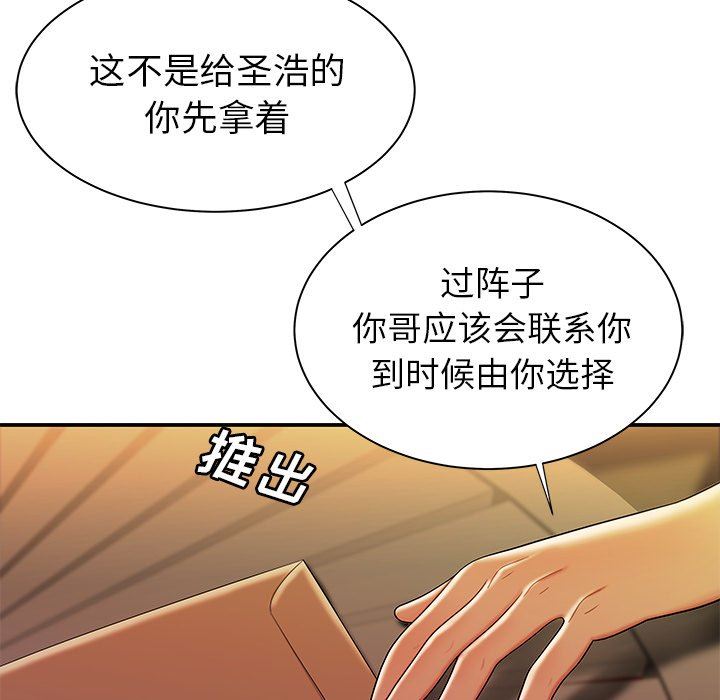 这不是给圣浩的
你先拿着
过阵子
你哥应该会联系你
到时候由你选择
推出